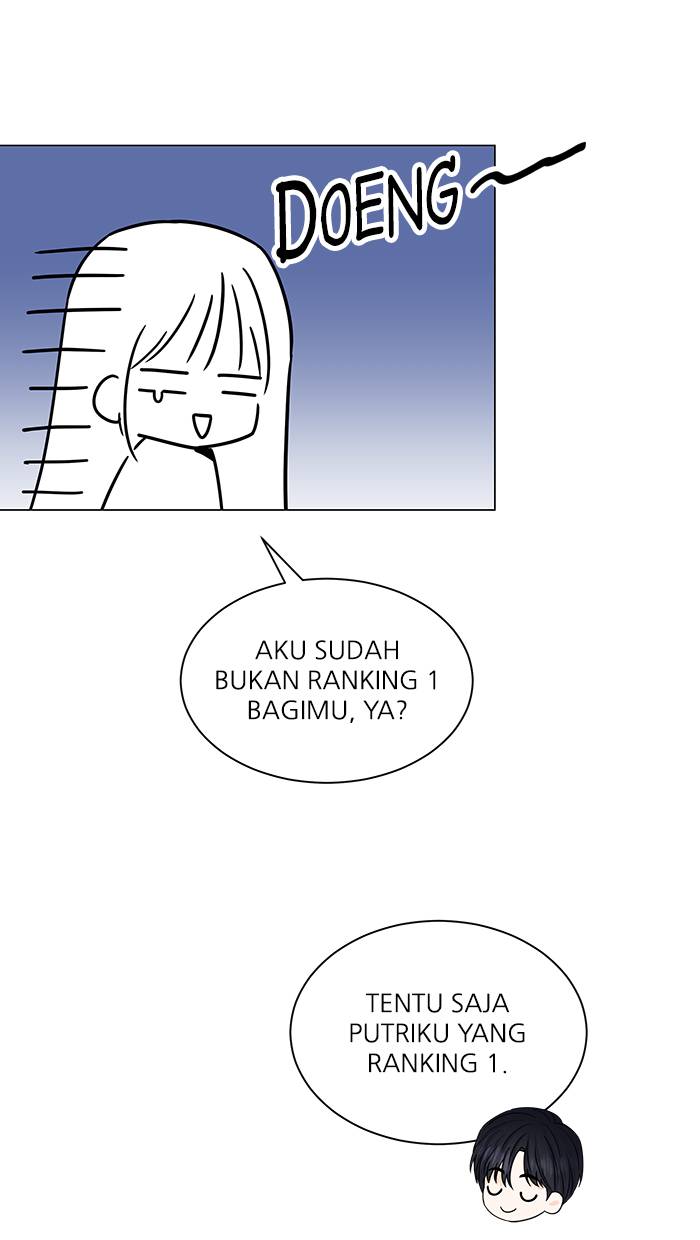 DOENG~
AKU SUDAH
BUKAN RANKING 1
BAGIMU, YA?
TENTU SAJA
PUTRIKU YANG
RANKING 1.